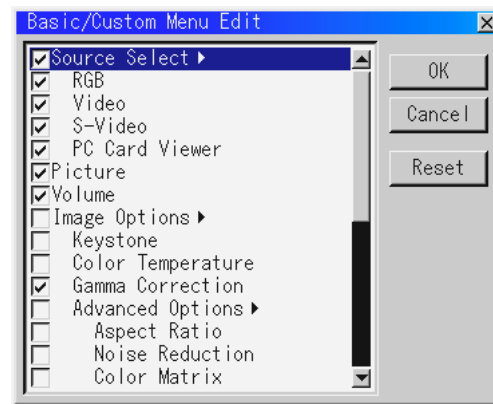 Basic/Custom Menu Edit
Source Select
RGB
Video
S-Video
PC Card Viewer
Picture
Volume
Image Options
Keystone
Color Temperature
Gamma Correction
Advanced Options
Aspect Ratio
Noise Reduction
Color Matrix
OK
Cancel
Reset